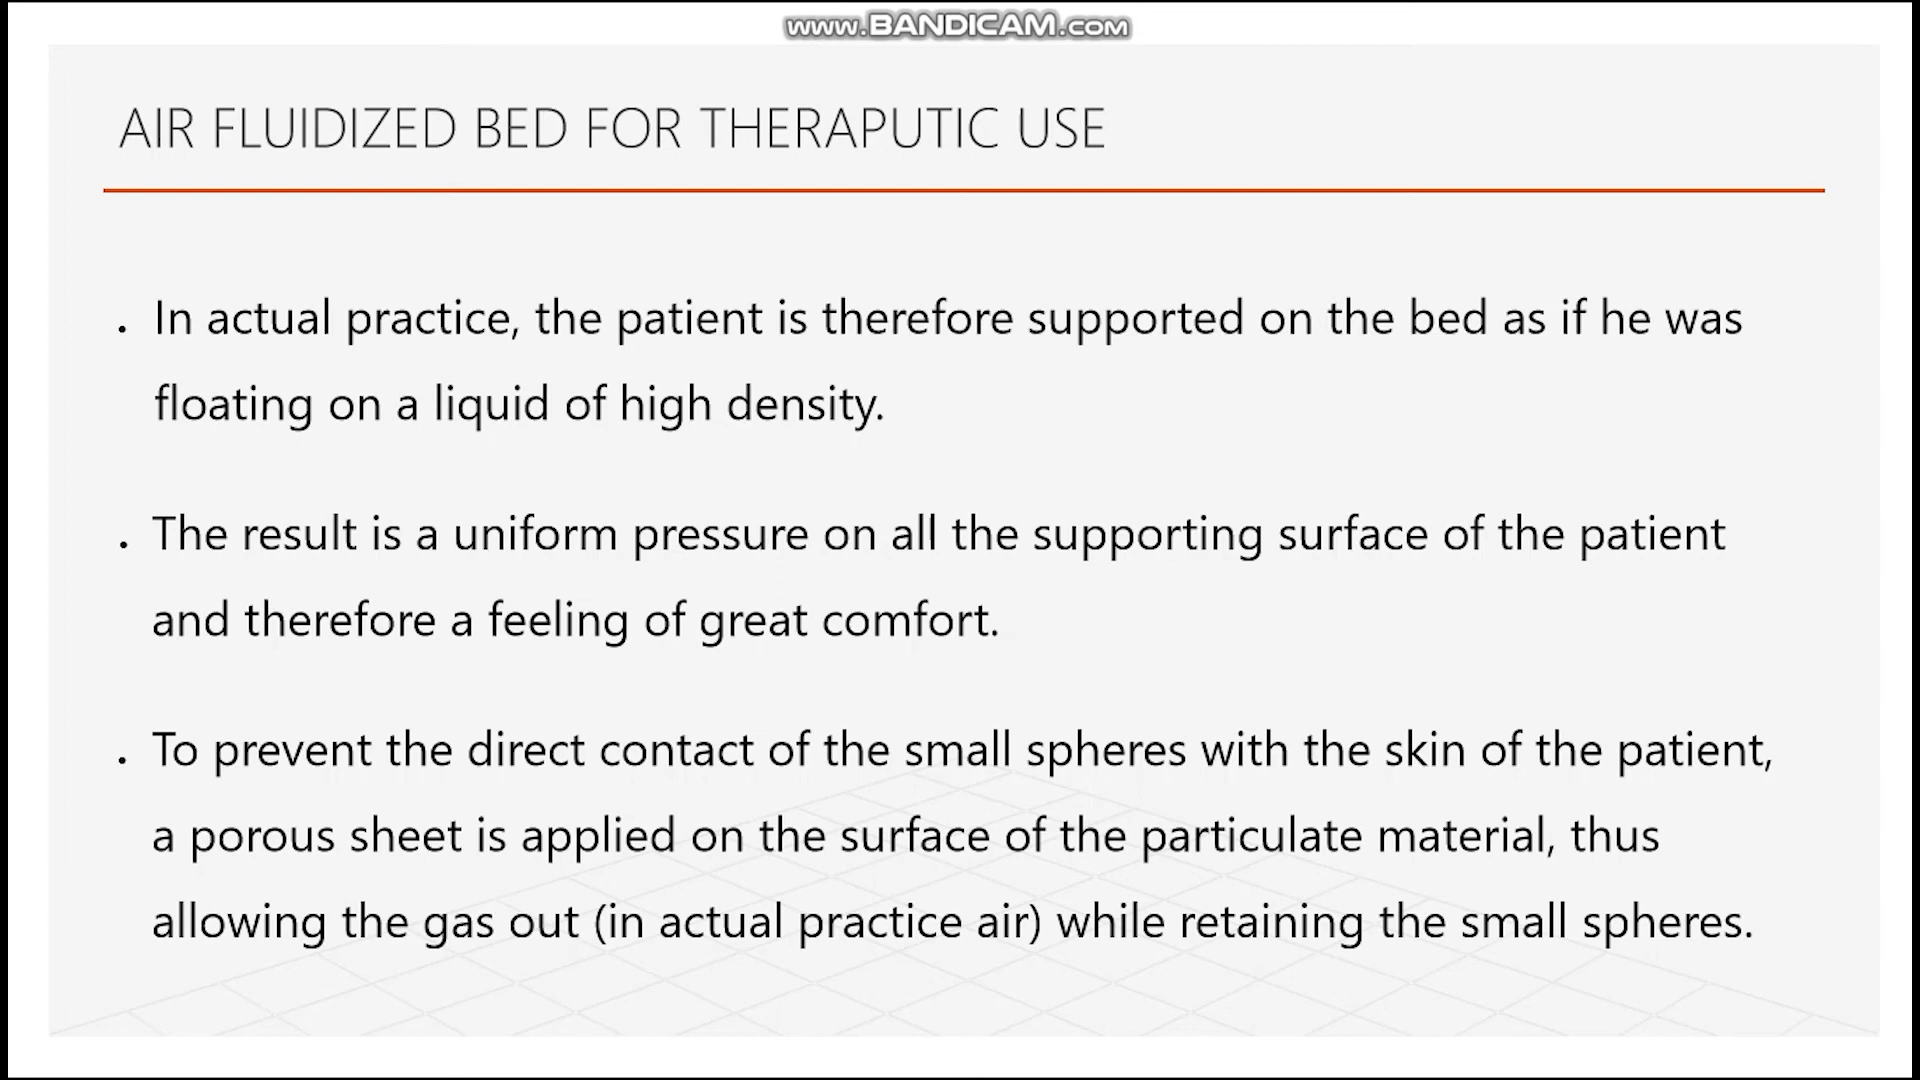 www.BANDICAM.com
AIR FLUIDIZED BED FOR THERAPUTIC USE
. In actual practice, the patient is therefore supported on the bed as if he was
floating on a liquid of high density.
. The result is a uniform pressure on all the supporting surface of the patient
and therefore a feeling of great comfort.
. To prevent the direct contact of the small spheres with the skin of the patient,
a porous sheet is applied on the surface of the particulate material, thus
allowing the gas out (in actual practice air) while retaining the small spheres.